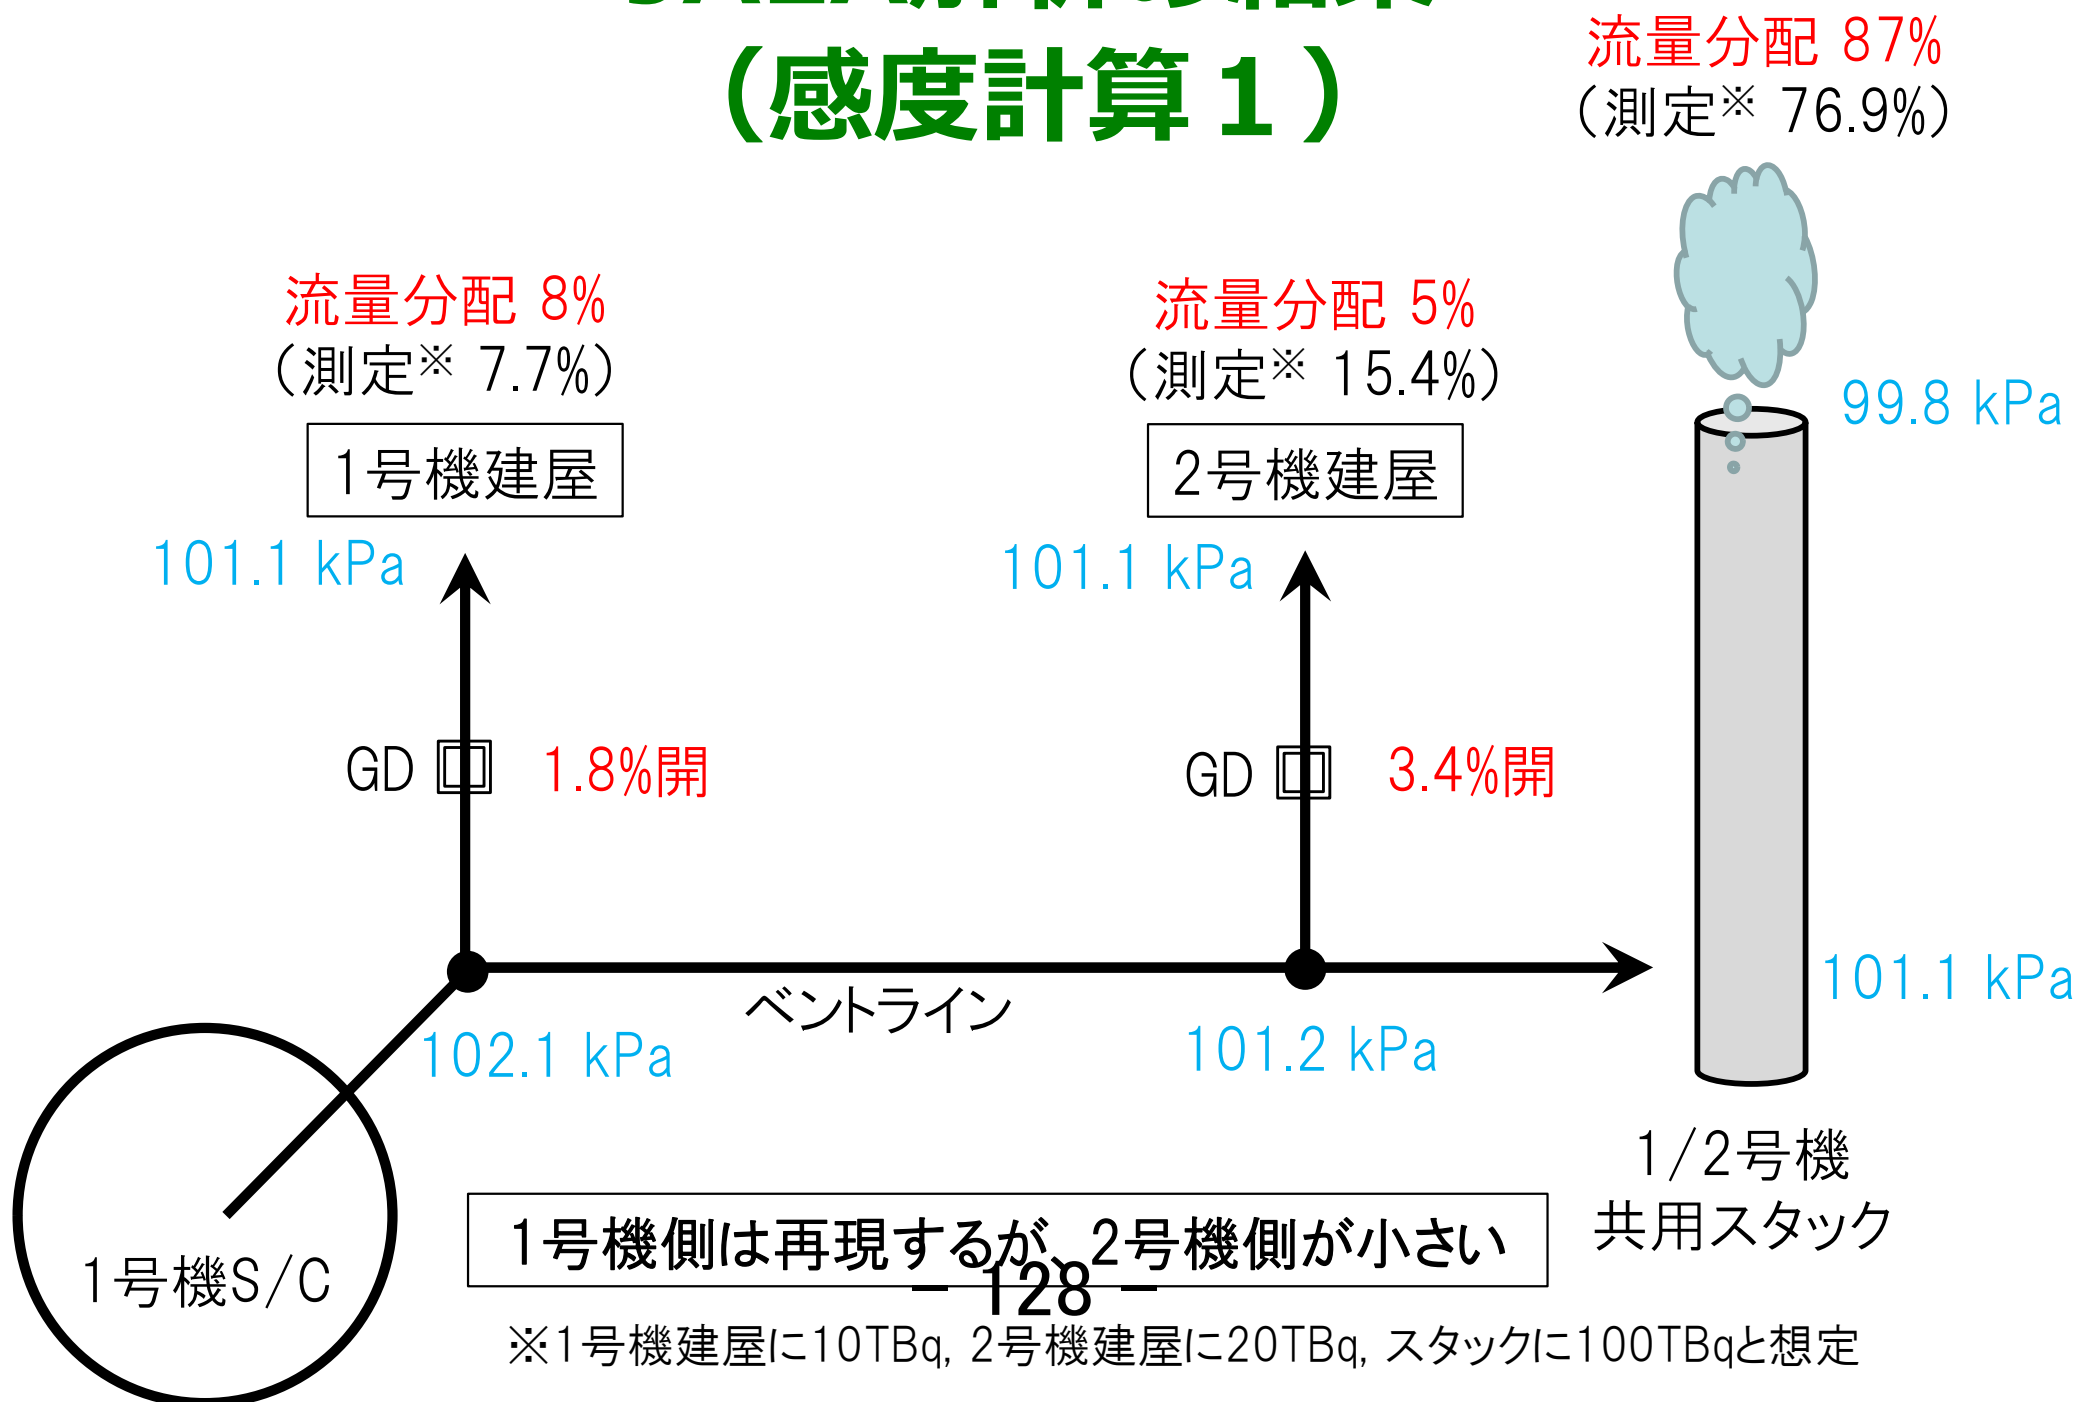 （感度計算１）
流量分配 87%
（測定※ 76.9%）
流量分配 8%
（測定※ 7.7%）
1号機建屋
101.1 kPa
流量分配 5%
（測定※ 15.4%）
2号機建屋
101.1 kPa
99.8 kPa
GD
1.8%開
GD
3.4%開
ベントライン
102.1 kPa
101.2 kPa
101.1 kPa
1/2号機
共用スタック
1号機S/C
1号機側は再現するが、2号機側が小さい
- 128 -
※1号機建屋に10TBq, 2号機建屋に20TBq, スタックに100TBqと想定